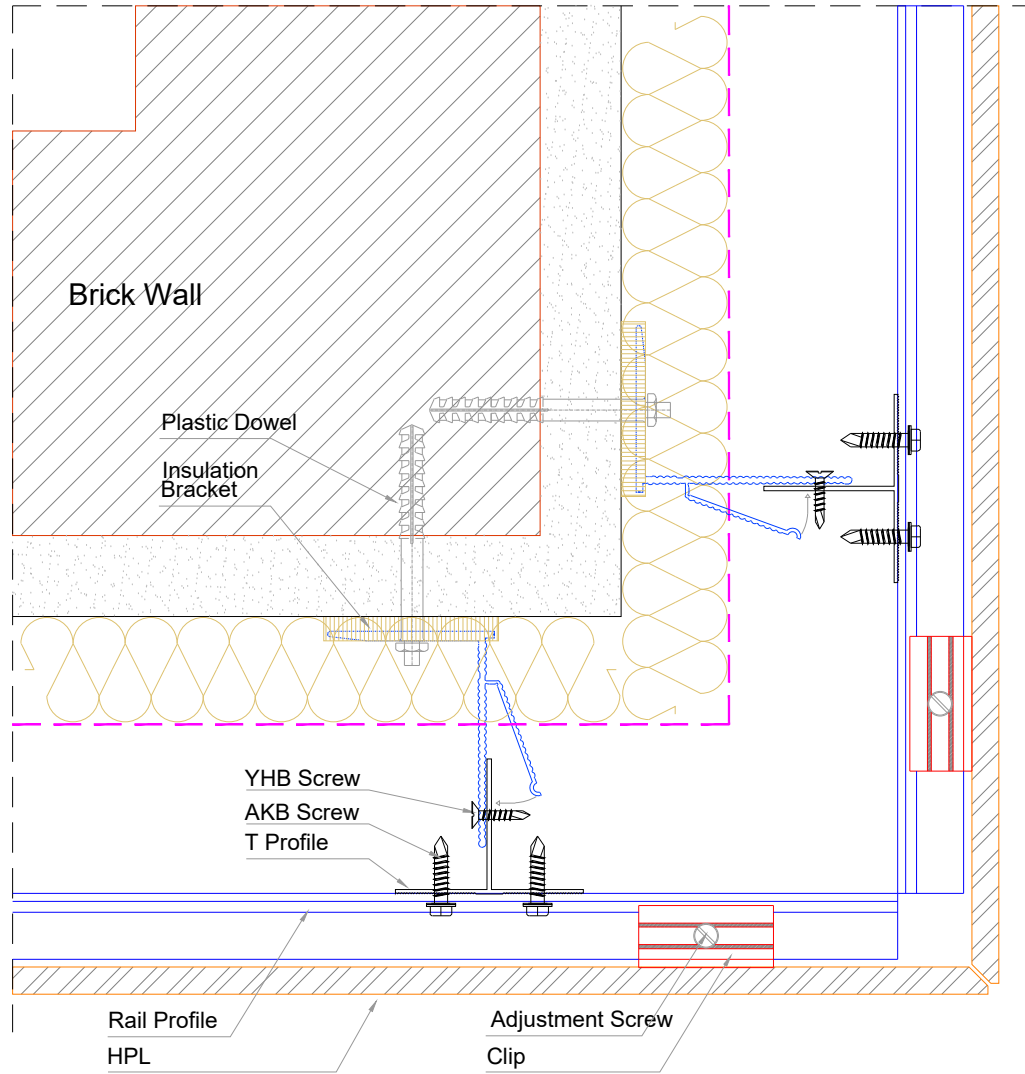 Brick Wall
Plastic Dowel
Insulation
Bracket
YHB Screw
AKB Screw
T Profile
Rail Profile
HPL
Adjustment Screw
Clip